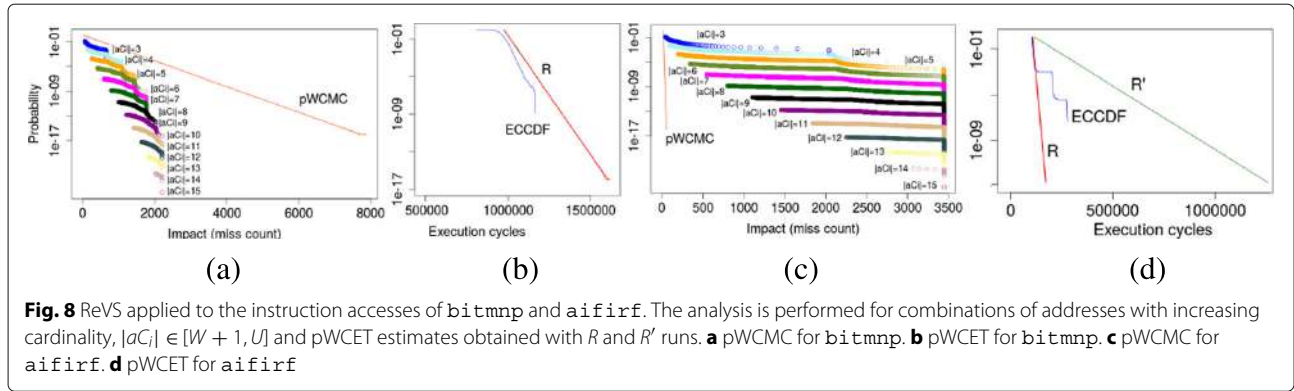 Probability
1e-01
1e-09
1e-17
|aCi|=3
|aCi|=4
|aCi|=5
|aCi|=6
|aCi|=7
|aCi|=8
|aCi|=9
|aCi|=10
|aCi|=11
|aCi|=12
|aCi|=13
|aCi|=14
|aCi|=15
pWCMC
0 2000 4000 6000 8000
Impact (miss count)
(a)
1e-01
1e-09
1e-17
R
ECCDF
500000 1000000 1500000
Execution cycles
(b)
1e-01
1e-09
1e-17
|aCi|=3
|aCi|=4
|aCi|=5
|aCi|=6
|aCi|=7
|aCi|=8
|aCi|=9
|aCi|=10
|aCi|=11
|aCi|=12
|aCi|=13
|aCi|=14
|aCi|=15
pWCMC
0 500 1000 1500 2000 2500 3000 3500
Impact (miss count)
(c)
1e-01
1e-09
R'
ECCDF
R
0 500000 1000000
Execution cycles
(d)
Fig. 8 ReVS applied to the instruction accesses of bitmnp and aifirf. The analysis is performed for combinations of addresses with increasing
cardinality, |aCᵢ| ∈ [W + 1, U] and pWCET estimates obtained with R and R′ runs. a pWCMC for bitmnp. b pWCET for bitmnp. c pWCMC for
aifirf. d pWCET for aifirf